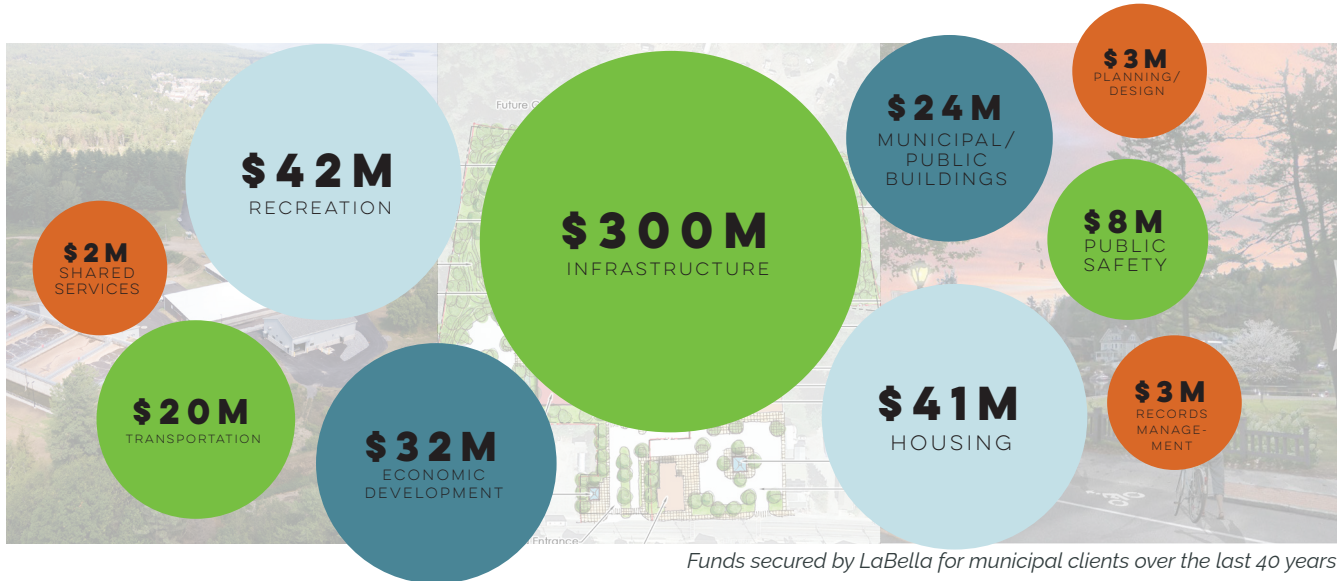 $42M
RECREATION
$2M
SHARED
SERVICES
$20M
TRANSPORTATION
$32M
ECONOMIC
DEVELOPMENT
Future
$300M
INFRASTRUCTURE
Entrance
$24M
MUNICIPAL/
PUBLIC
BUILDINGS
$41M
HOUSING
$3M
PLANNING/
DESIGN
$8M
PUBLIC
SAFETY
$3M
RECORDS
MANAGE-
MENT
Funds secured by LaBella for municipal clients over the last 40 years